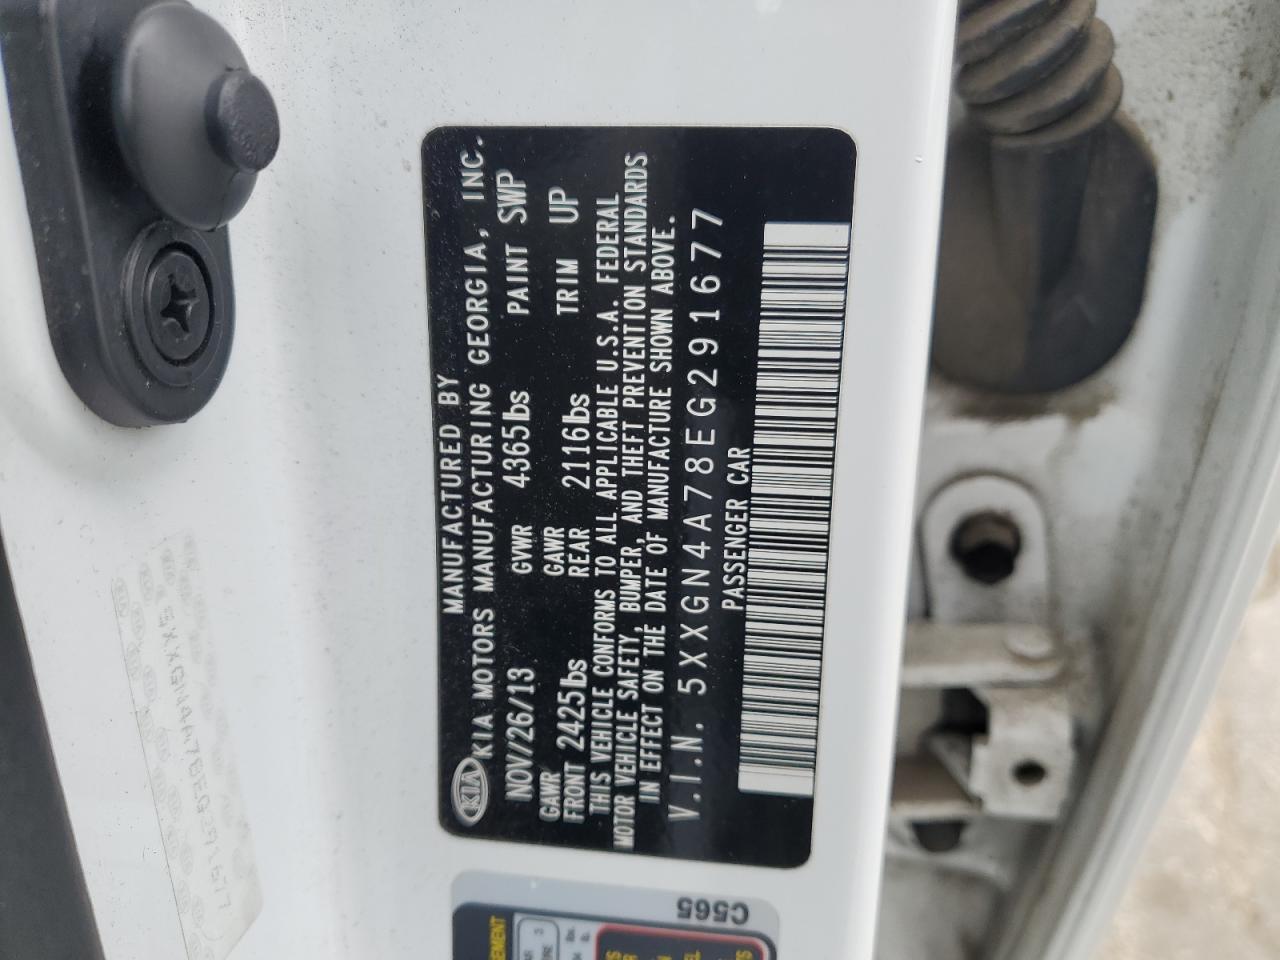 MANUFACTURED BY
KIA KIA MOTORS MANUFACTURING GEORGIA, INC.
NOV/26/13 GVWR 4365lbs PAINT SWP
GAWR FRONT 2425lbs GAWR REAR 2116lbs TRIM UP
THIS VEHICLE CONFORMS TO ALL APPLICABLE U.S.A. FEDERAL
MOTOR VEHICLE SAFETY, BUMPER, AND THEFT PREVENTION STANDARDS
IN EFFECT ON THE DATE OF MANUFACTURE SHOWN ABOVE.
V.I.N. 5XXGN4A78EG291677
PASSENGER CAR
5XXGN4A78EG291677
C565